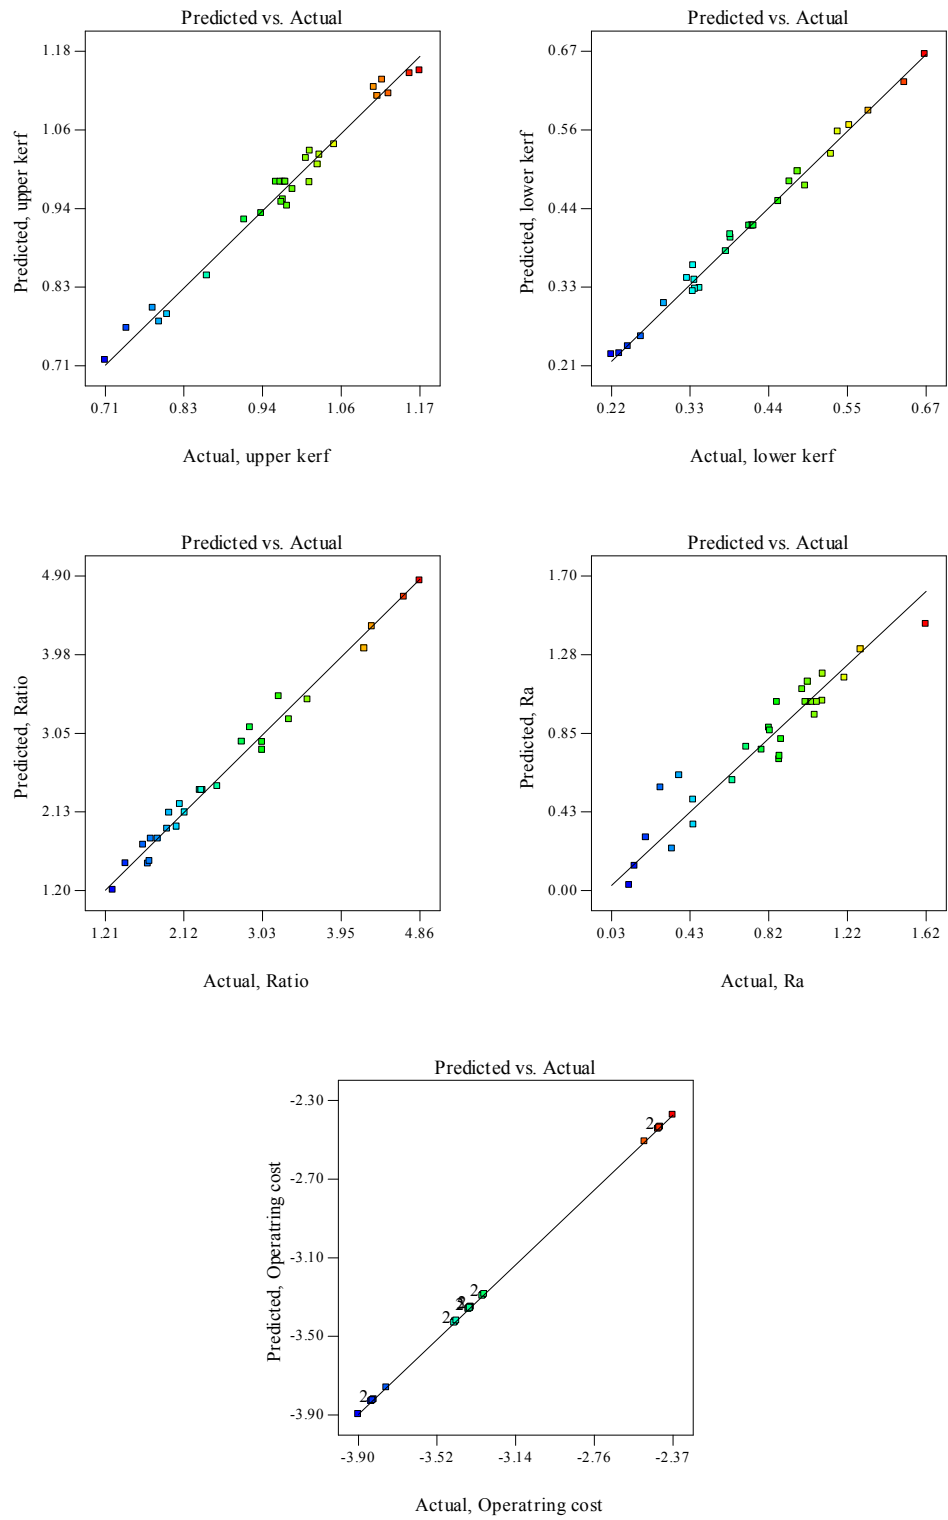 Predicted vs. Actual
Predicted, upper kerf
1.18
1.06
0.94
0.83
0.71
0.71 0.83 0.94 1.06 1.17
Actual, upper kerf
Predicted vs. Actual
Predicted, lower kerf
0.67
0.56
0.44
0.33
0.21
0.22 0.33 0.44 0.55 0.67
Actual, lower kerf
Predicted vs. Actual
Predicted, Ratio
4.90
3.98
3.05
2.13
1.20
1.21 2.12 3.03 3.95 4.86
Actual, Ratio
Predicted vs. Actual
Predicted, Ra
1.70
1.28
0.85
0.43
0.00
0.03 0.43 0.82 1.22 1.62
Actual, Ra
Predicted vs. Actual
Predicted, Operatring cost
-2.30
-2.70
-3.10
-3.50
-3.90
2
2
2
2
-3.90 -3.52 -3.14 -2.76 -2.37
Actual, Operatring cost